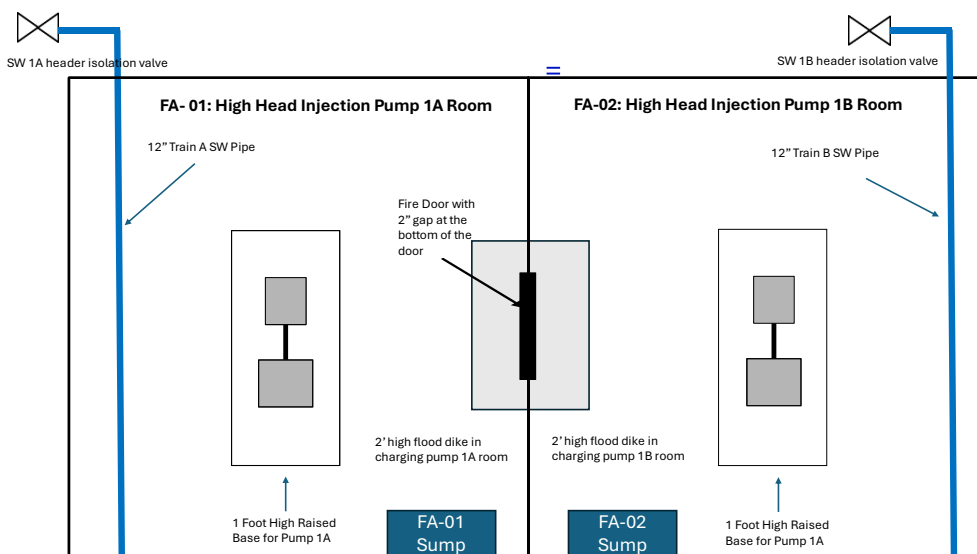 SW 1A header isolation valve
SW 1B header isolation valve
FA- 01: High Head Injection Pump 1A Room
FA-02: High Head Injection Pump 1B Room
12” Train A SW Pipe
12” Train B SW Pipe
Fire Door with
2” gap at the
bottom of the
door
2’ high flood dike in
charging pump 1A room
2’ high flood dike in
charging pump 1B room
1 Foot High Raised
Base for Pump 1A
FA-01
Sump
FA-02
Sump
1 Foot High Raised
Base for Pump 1A